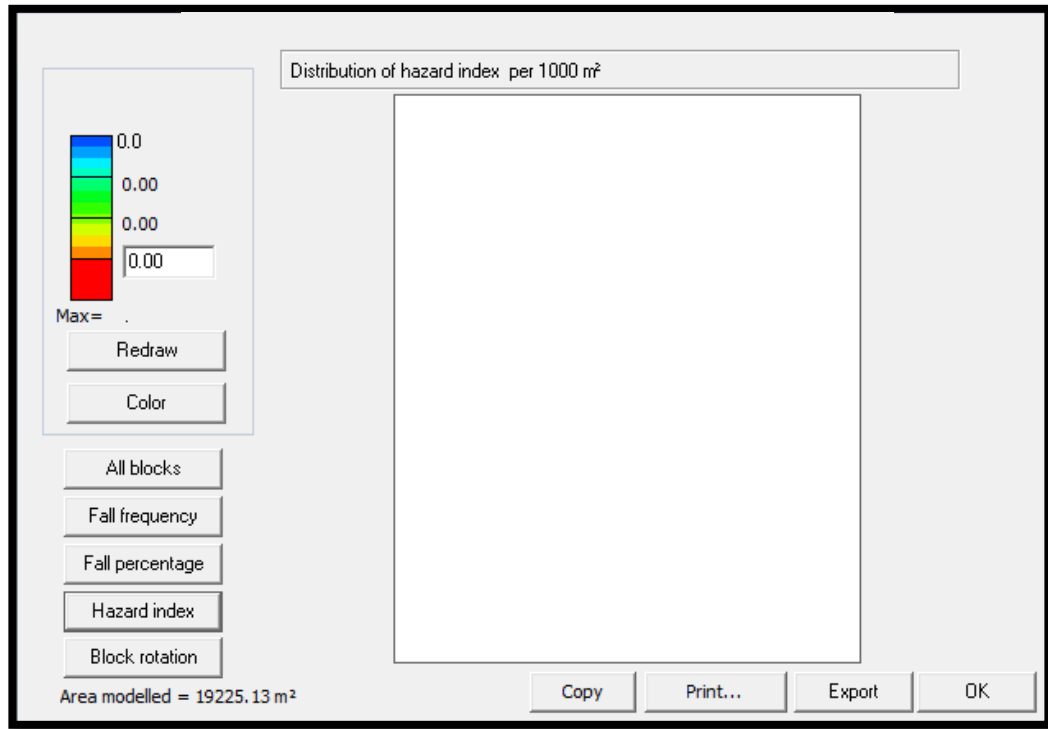 Distribution of hazard index per 1000 m²
0.0
0.00
0.00
0.00
Max= .
Redraw
Color
All blocks
Fall frequency
Fall percentage
Hazard index
Block rotation
Area modelled = 19225.13 m²
Copy
Print...
Export
OK